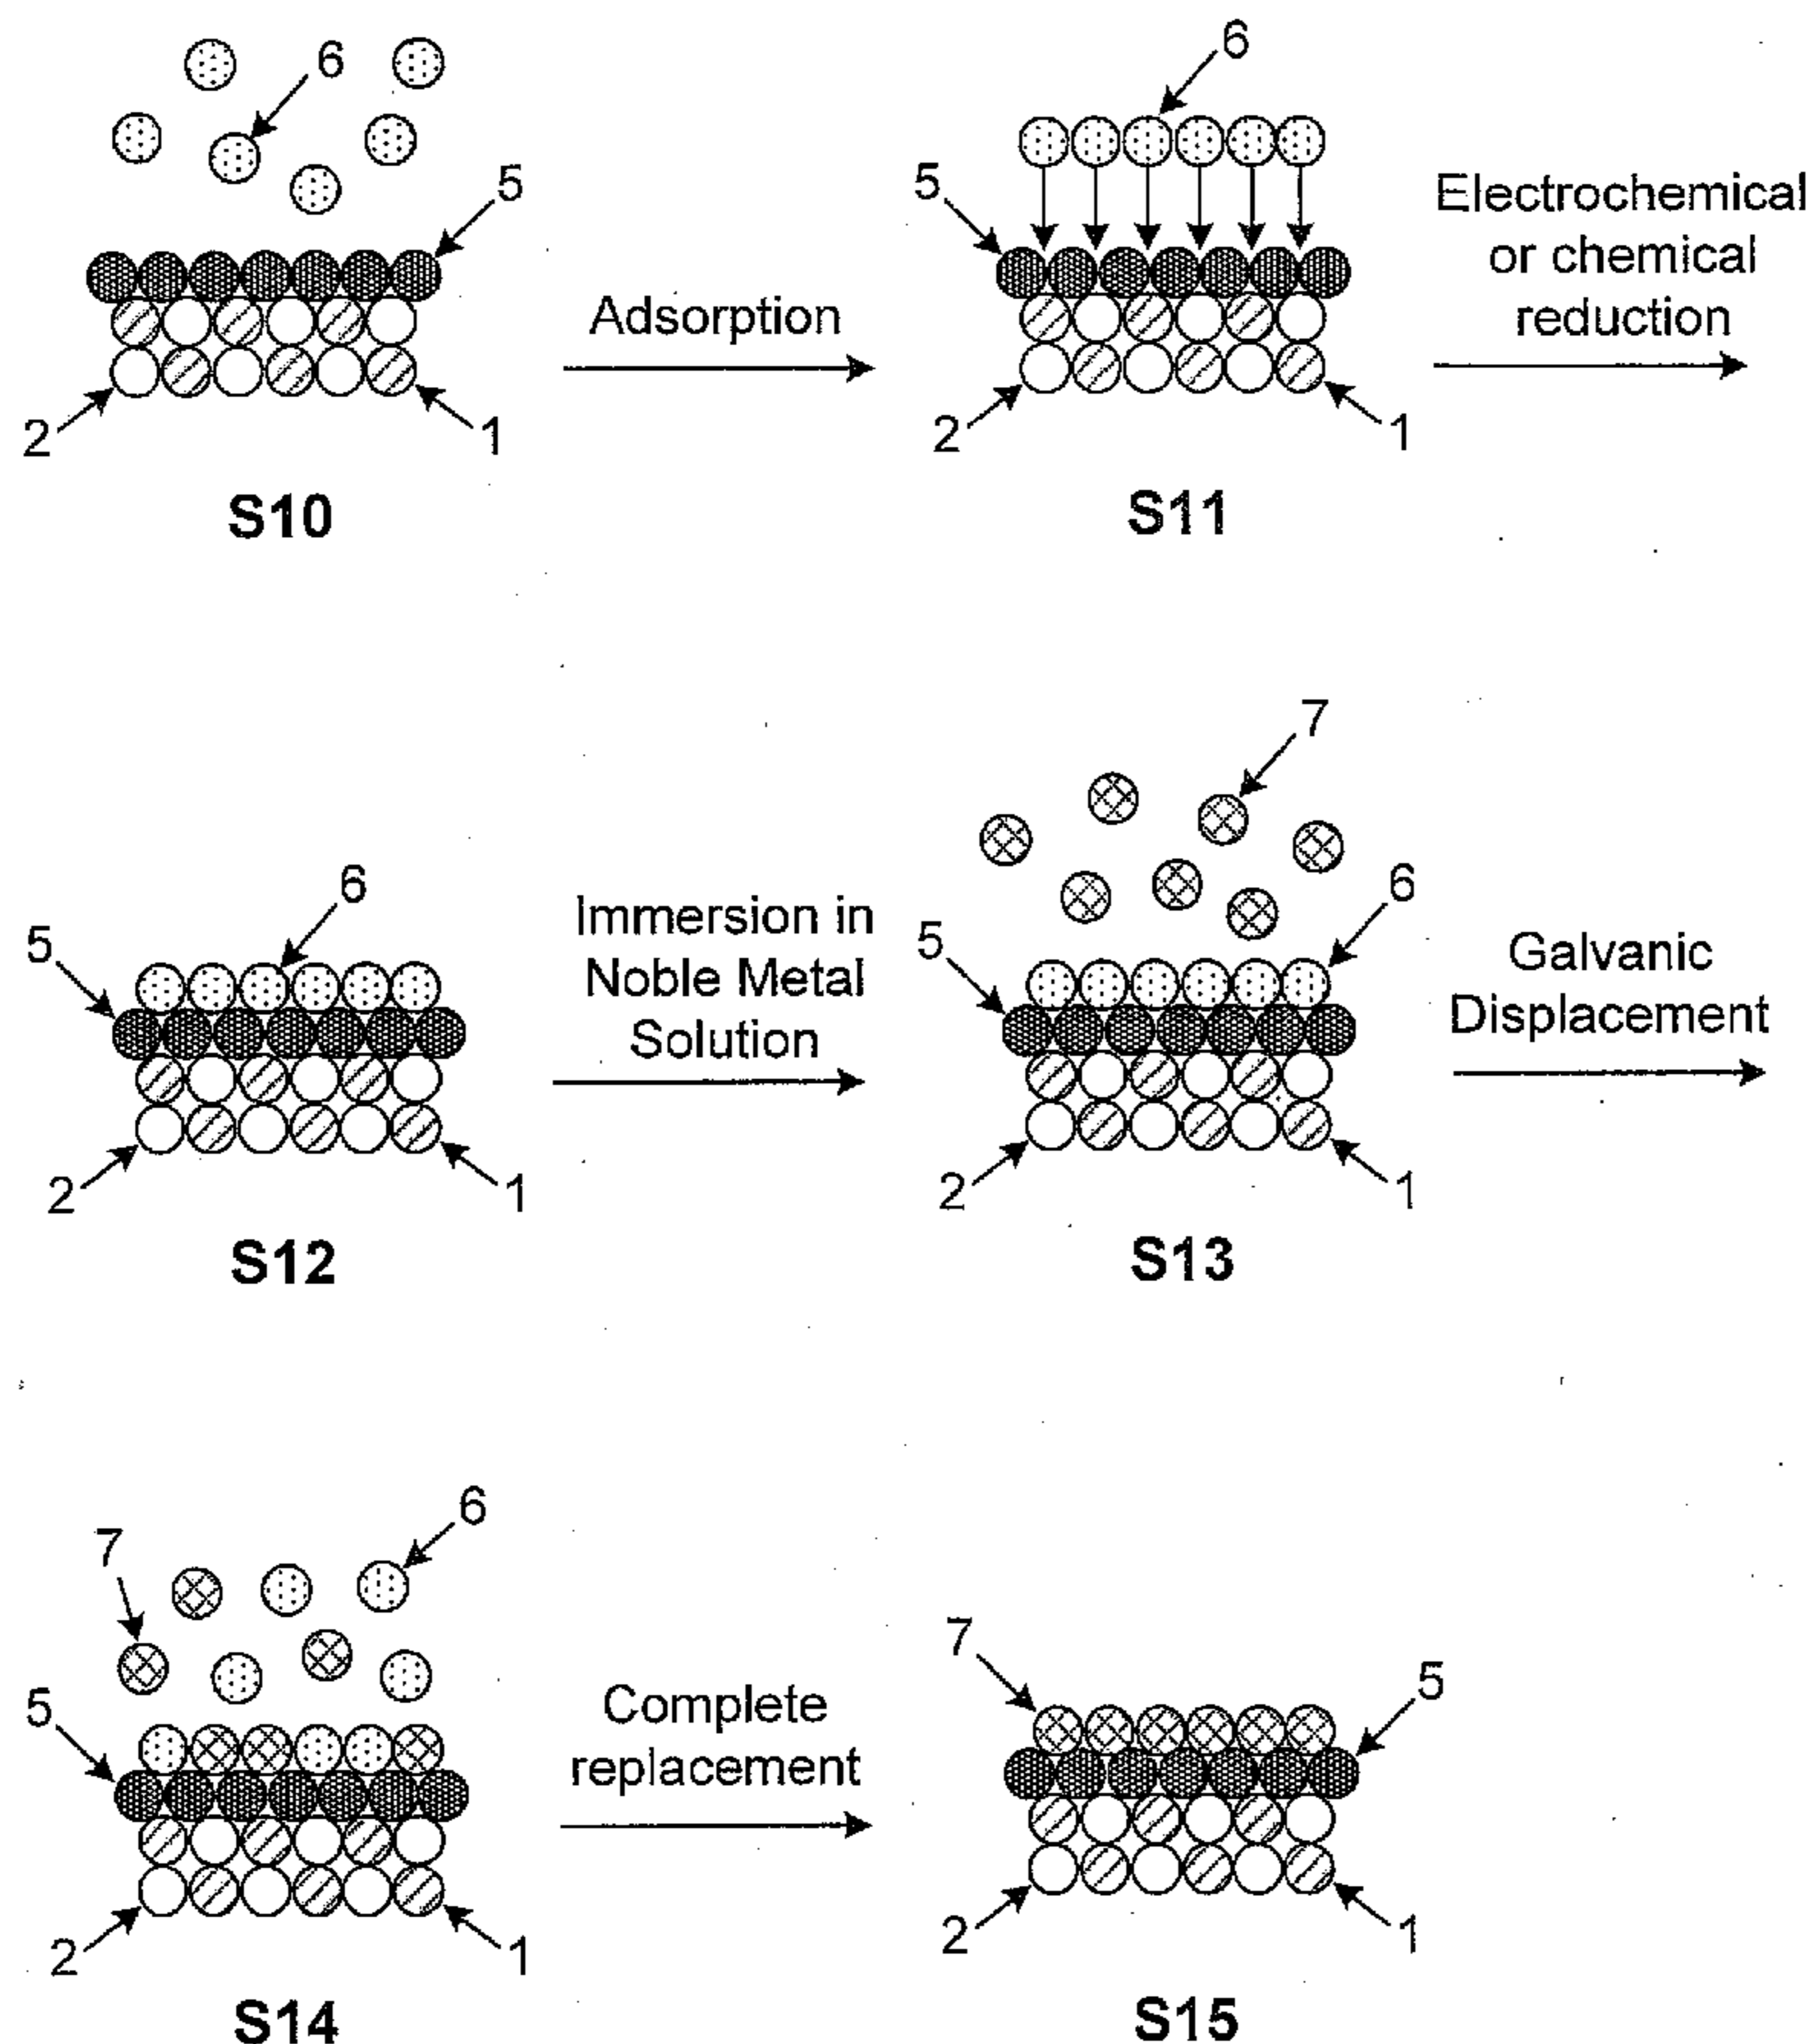 6
6
5
5
Electrochemical
or chemical
reduction
Adsorption
2
1
2
1
S10
S11
7
6
6
5
Immersion in
Noble Metal
Solution
5
Galvanic
Displacement
2
1
2
1
S12
S13
7
6
7
5
5
Complete
replacement
2
1
2
1
S14
S15